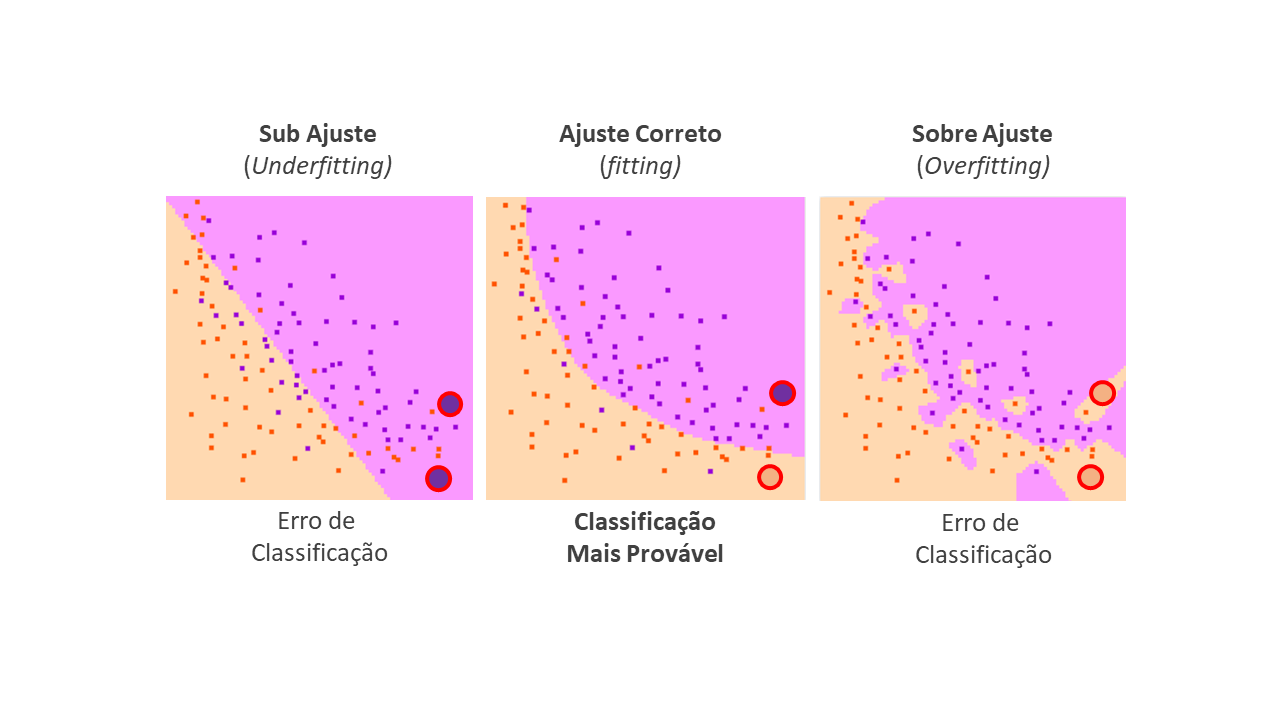 Sub Ajuste
(Underfitting)
Ajuste Correto
(fitting)
Sobre Ajuste
(Overfitting)
Erro de
Classificação
Classificação
Mais Provável
Erro de
Classificação